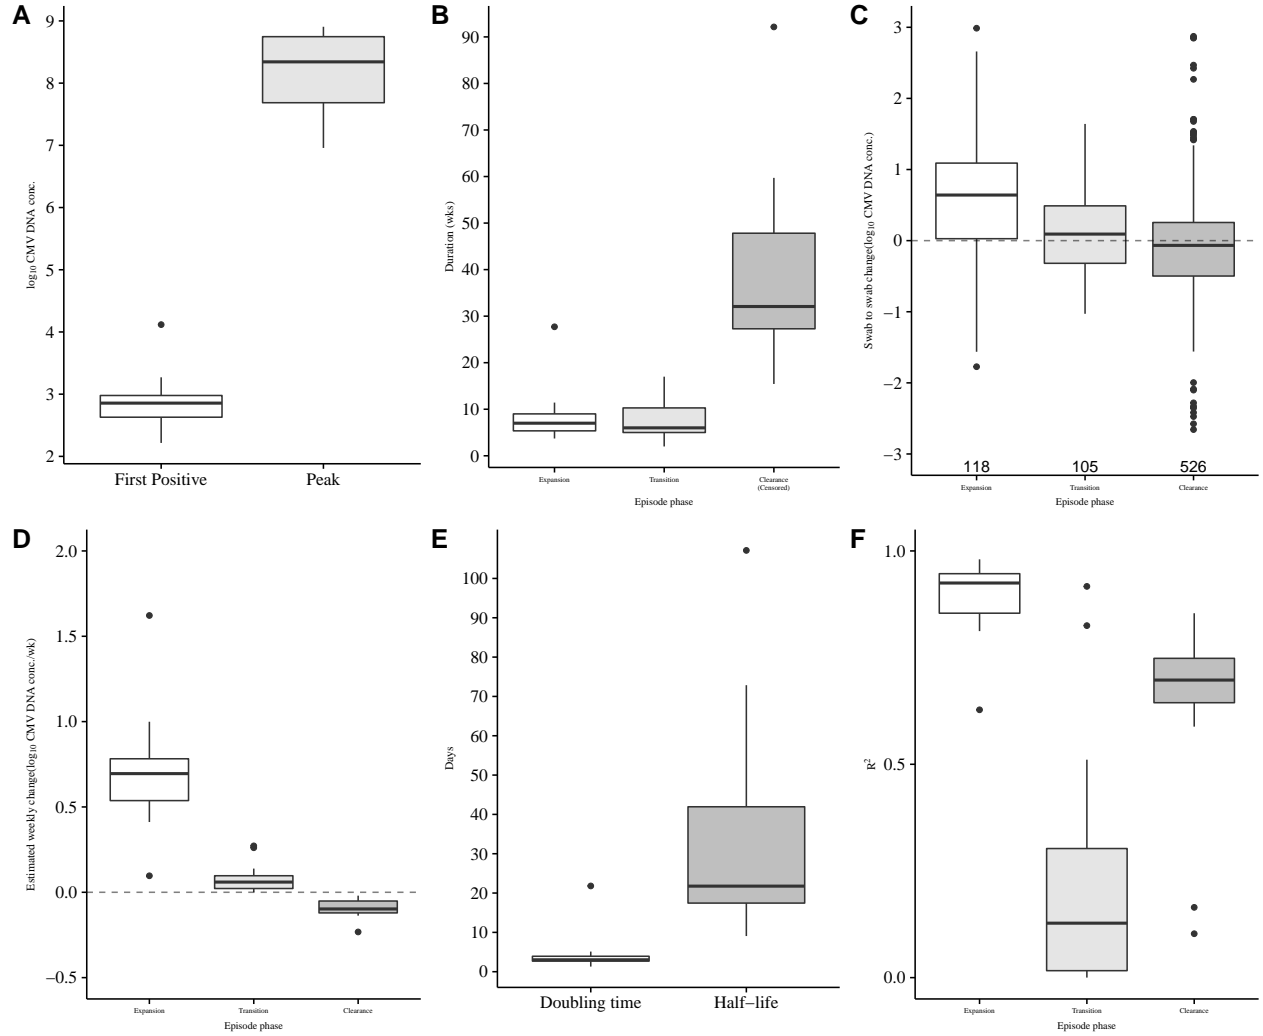 A
log10 CMV DNA conc.
9
8
7
6
5
4
3
2
First Positive Peak
B
Duration (wks)
90
80
70
60
50
40
30
20
10
0
Expansion Transition Clearance
(Censored)
Episode phase
C
Swab to swab change(log10 CMV DNA conc.)
3
2
1
0
−1
−2
−3
118 105 526
Expansion Transition Clearance
Episode phase
D
Estimated weekly change(log10 CMV DNA conc./wk)
2.0
1.5
1.0
0.5
0.0
−0.5
Expansion Transition Clearance
Episode phase
E
Days
100
90
80
70
60
50
40
30
20
10
0
Doubling time Half−life
F
R2
1.0
0.5
0.0
Expansion Transition Clearance
Episode phase